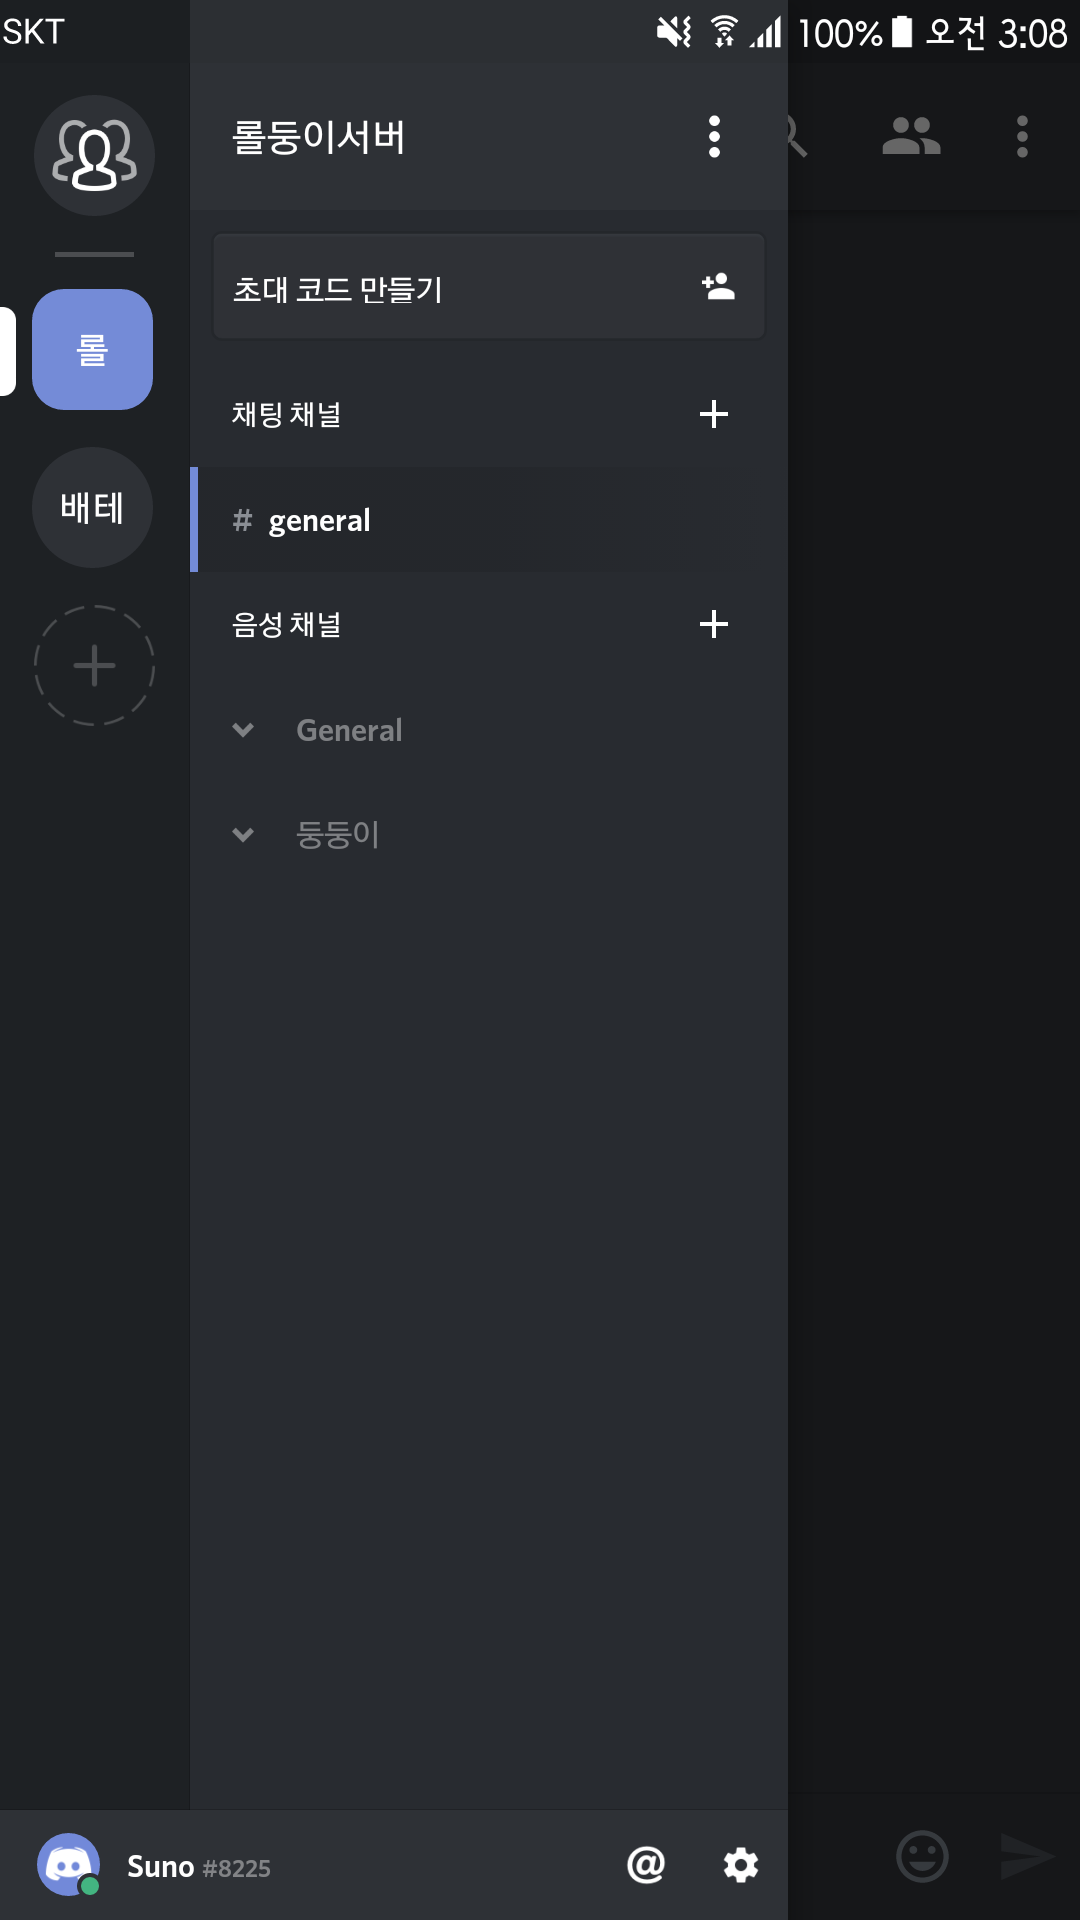 SKT 100% 오전 3:08
롤둥이서버
초대 코드 만들기
롤
채팅 채널
배테
# general
음성 채널
General
둥둥이
Suno #8225